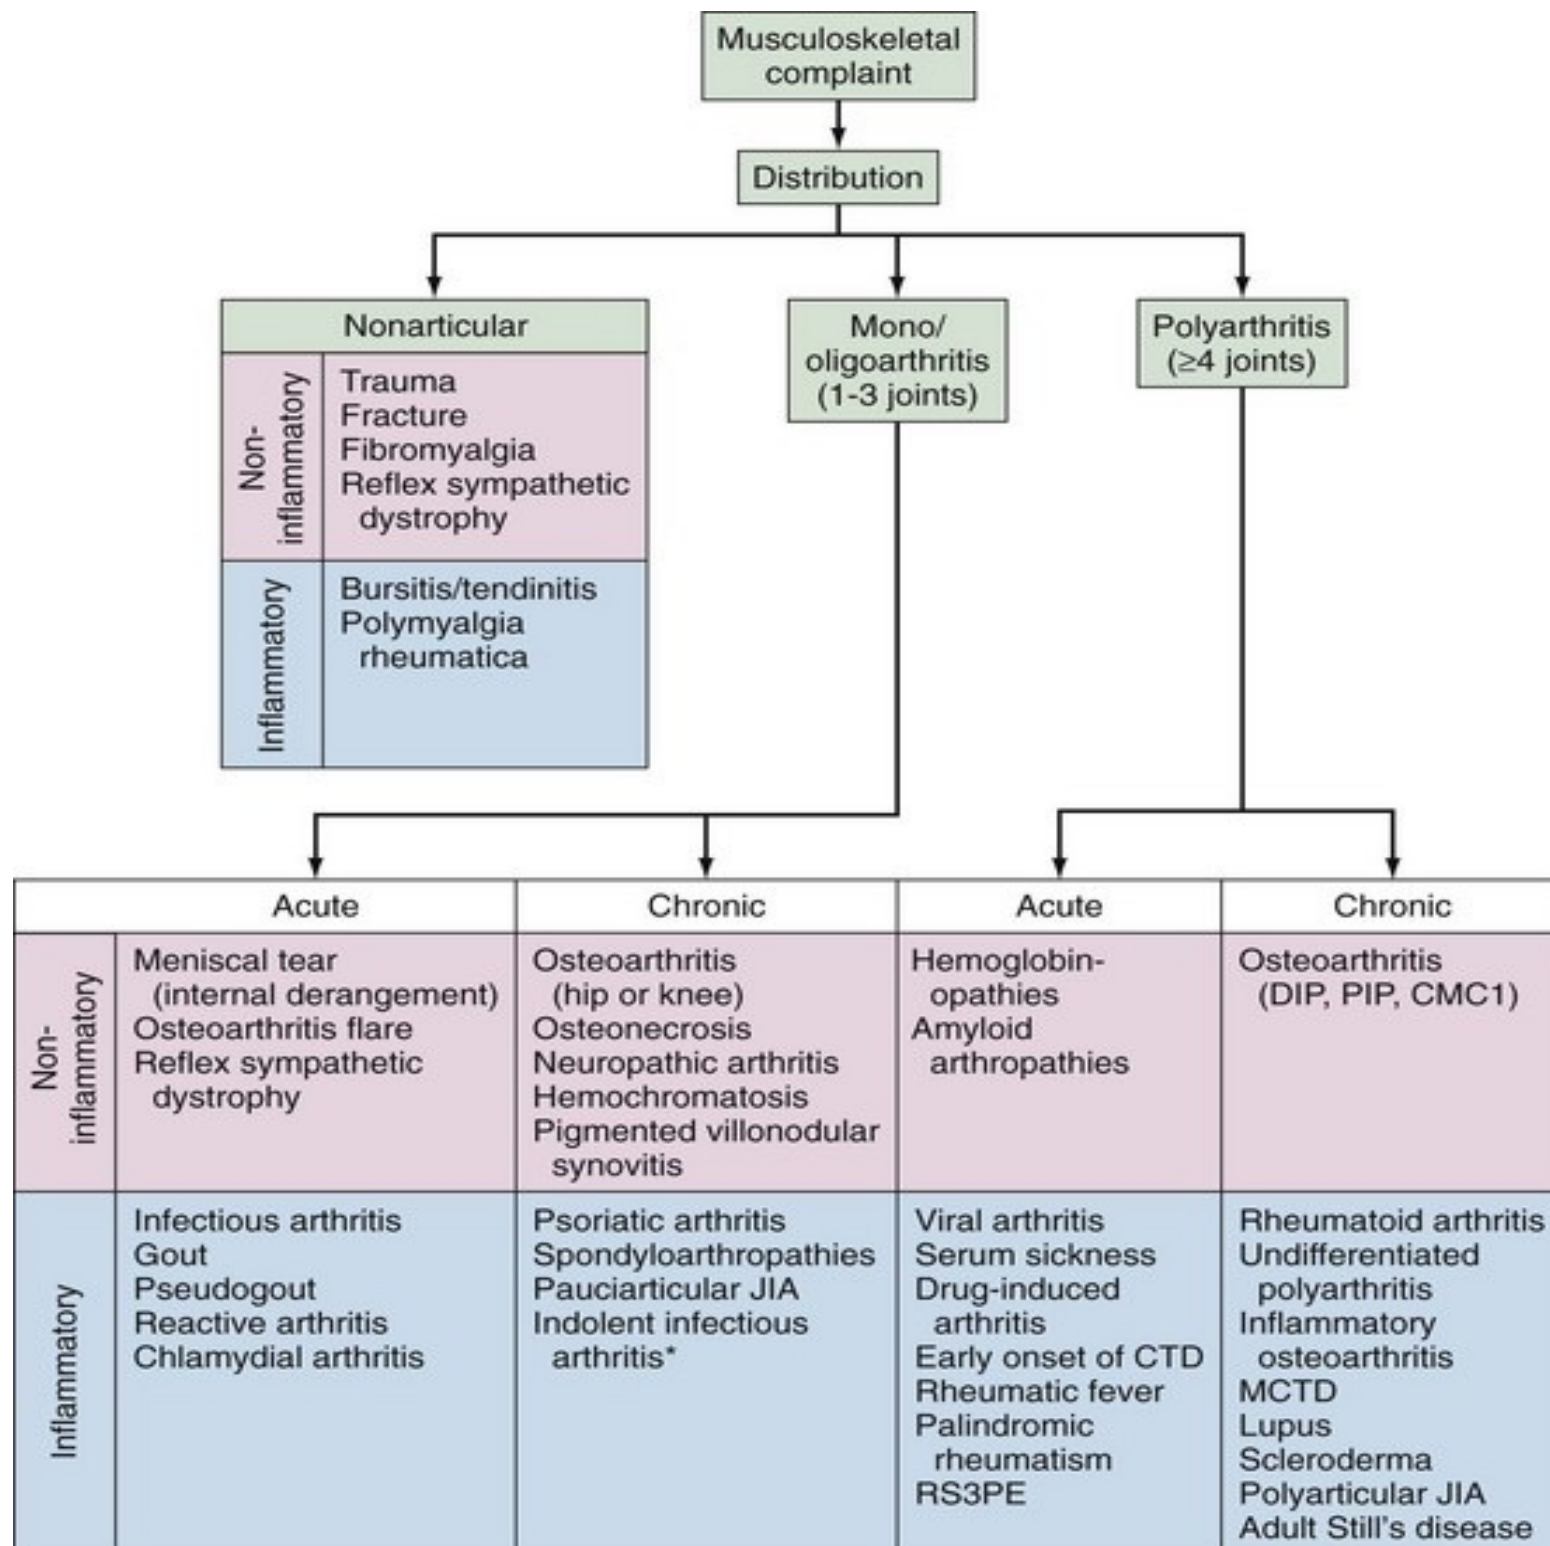 Musculoskeletal
complaint
Distribution
Nonarticular
Non-
inflammatory
Trauma
Fracture
Fibromyalgia
Reflex sympathetic
dystrophy
Inflammatory
Bursitis/tendinitis
Polymyalgia
rheumatica
Mono/
oligoarthritis
(1-3 joints)
Polyarthritis
(≥4 joints)
Acute
Chronic
Acute
Chronic
Non-
inflammatory
Meniscal tear
(internal derangement)
Osteoarthritis flare
Reflex sympathetic
dystrophy
Osteoarthritis
(hip or knee)
Osteonecrosis
Neuropathic arthritis
Hemochromatosis
Pigmented villonodular
synovitis
Hemoglobin-
opathies
Amyloid
arthropathies
Osteoarthritis
(DIP, PIP, CMC1)
Inflammatory
Infectious arthritis
Gout
Pseudogout
Reactive arthritis
Chlamydial arthritis
Psoriatic arthritis
Spondyloarthropathies
Pauciarticular JIA
Indolent infectious
arthritis*
Viral arthritis
Serum sickness
Drug-induced
arthritis
Early onset of CTD
Rheumatic fever
Palindromic
rheumatism
RS3PE
Rheumatoid arthritis
Undifferentiated
polyarthritis
Inflammatory
osteoarthritis
MCTD
Lupus
Scleroderma
Polyarticular JIA
Adult Still's disease